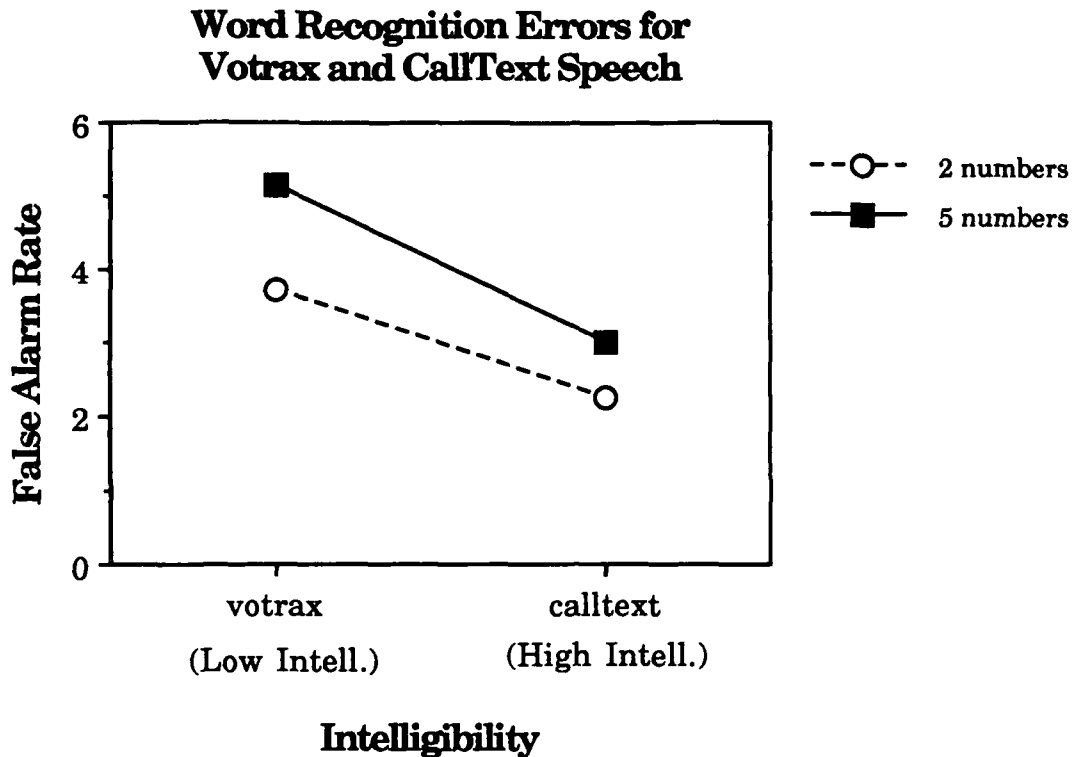 Word Recognition Errors for
Votrax and CallText Speech
6
4
2
0
False Alarm Rate
2 numbers
5 numbers
votrax
calltext
(Low Intell.)
(High Intell.)
Intelligibility